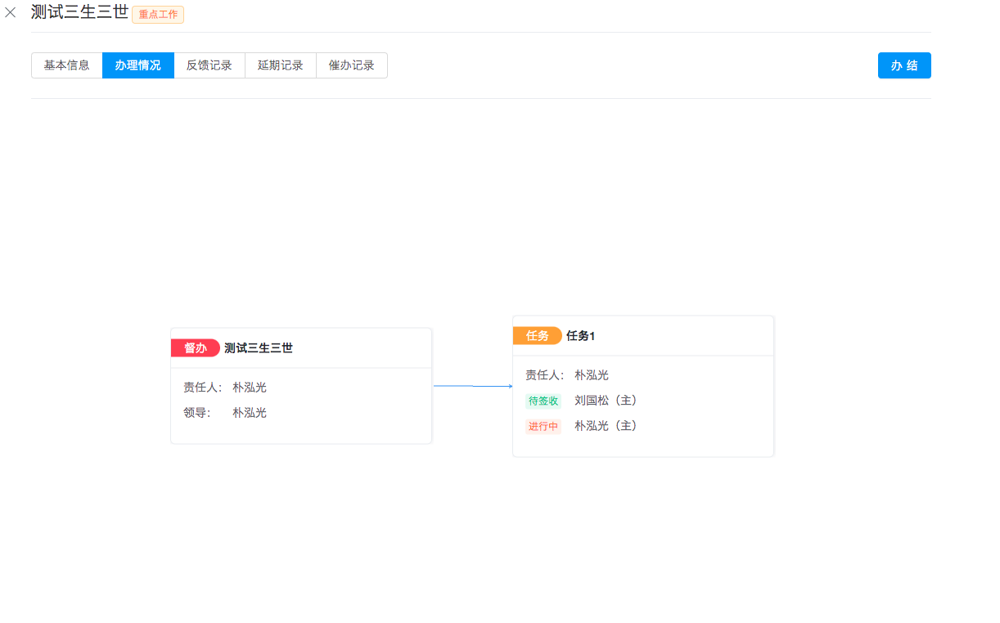 测试三生三世 重点工作
基本信息 办理情况 反馈记录 延期记录 催办记录 办 结
督办 测试三生三世
责任人： 朴泓光
领导： 朴泓光
任务 任务1
责任人： 朴泓光
待签收 刘国松（主）
进行中 朴泓光（主）